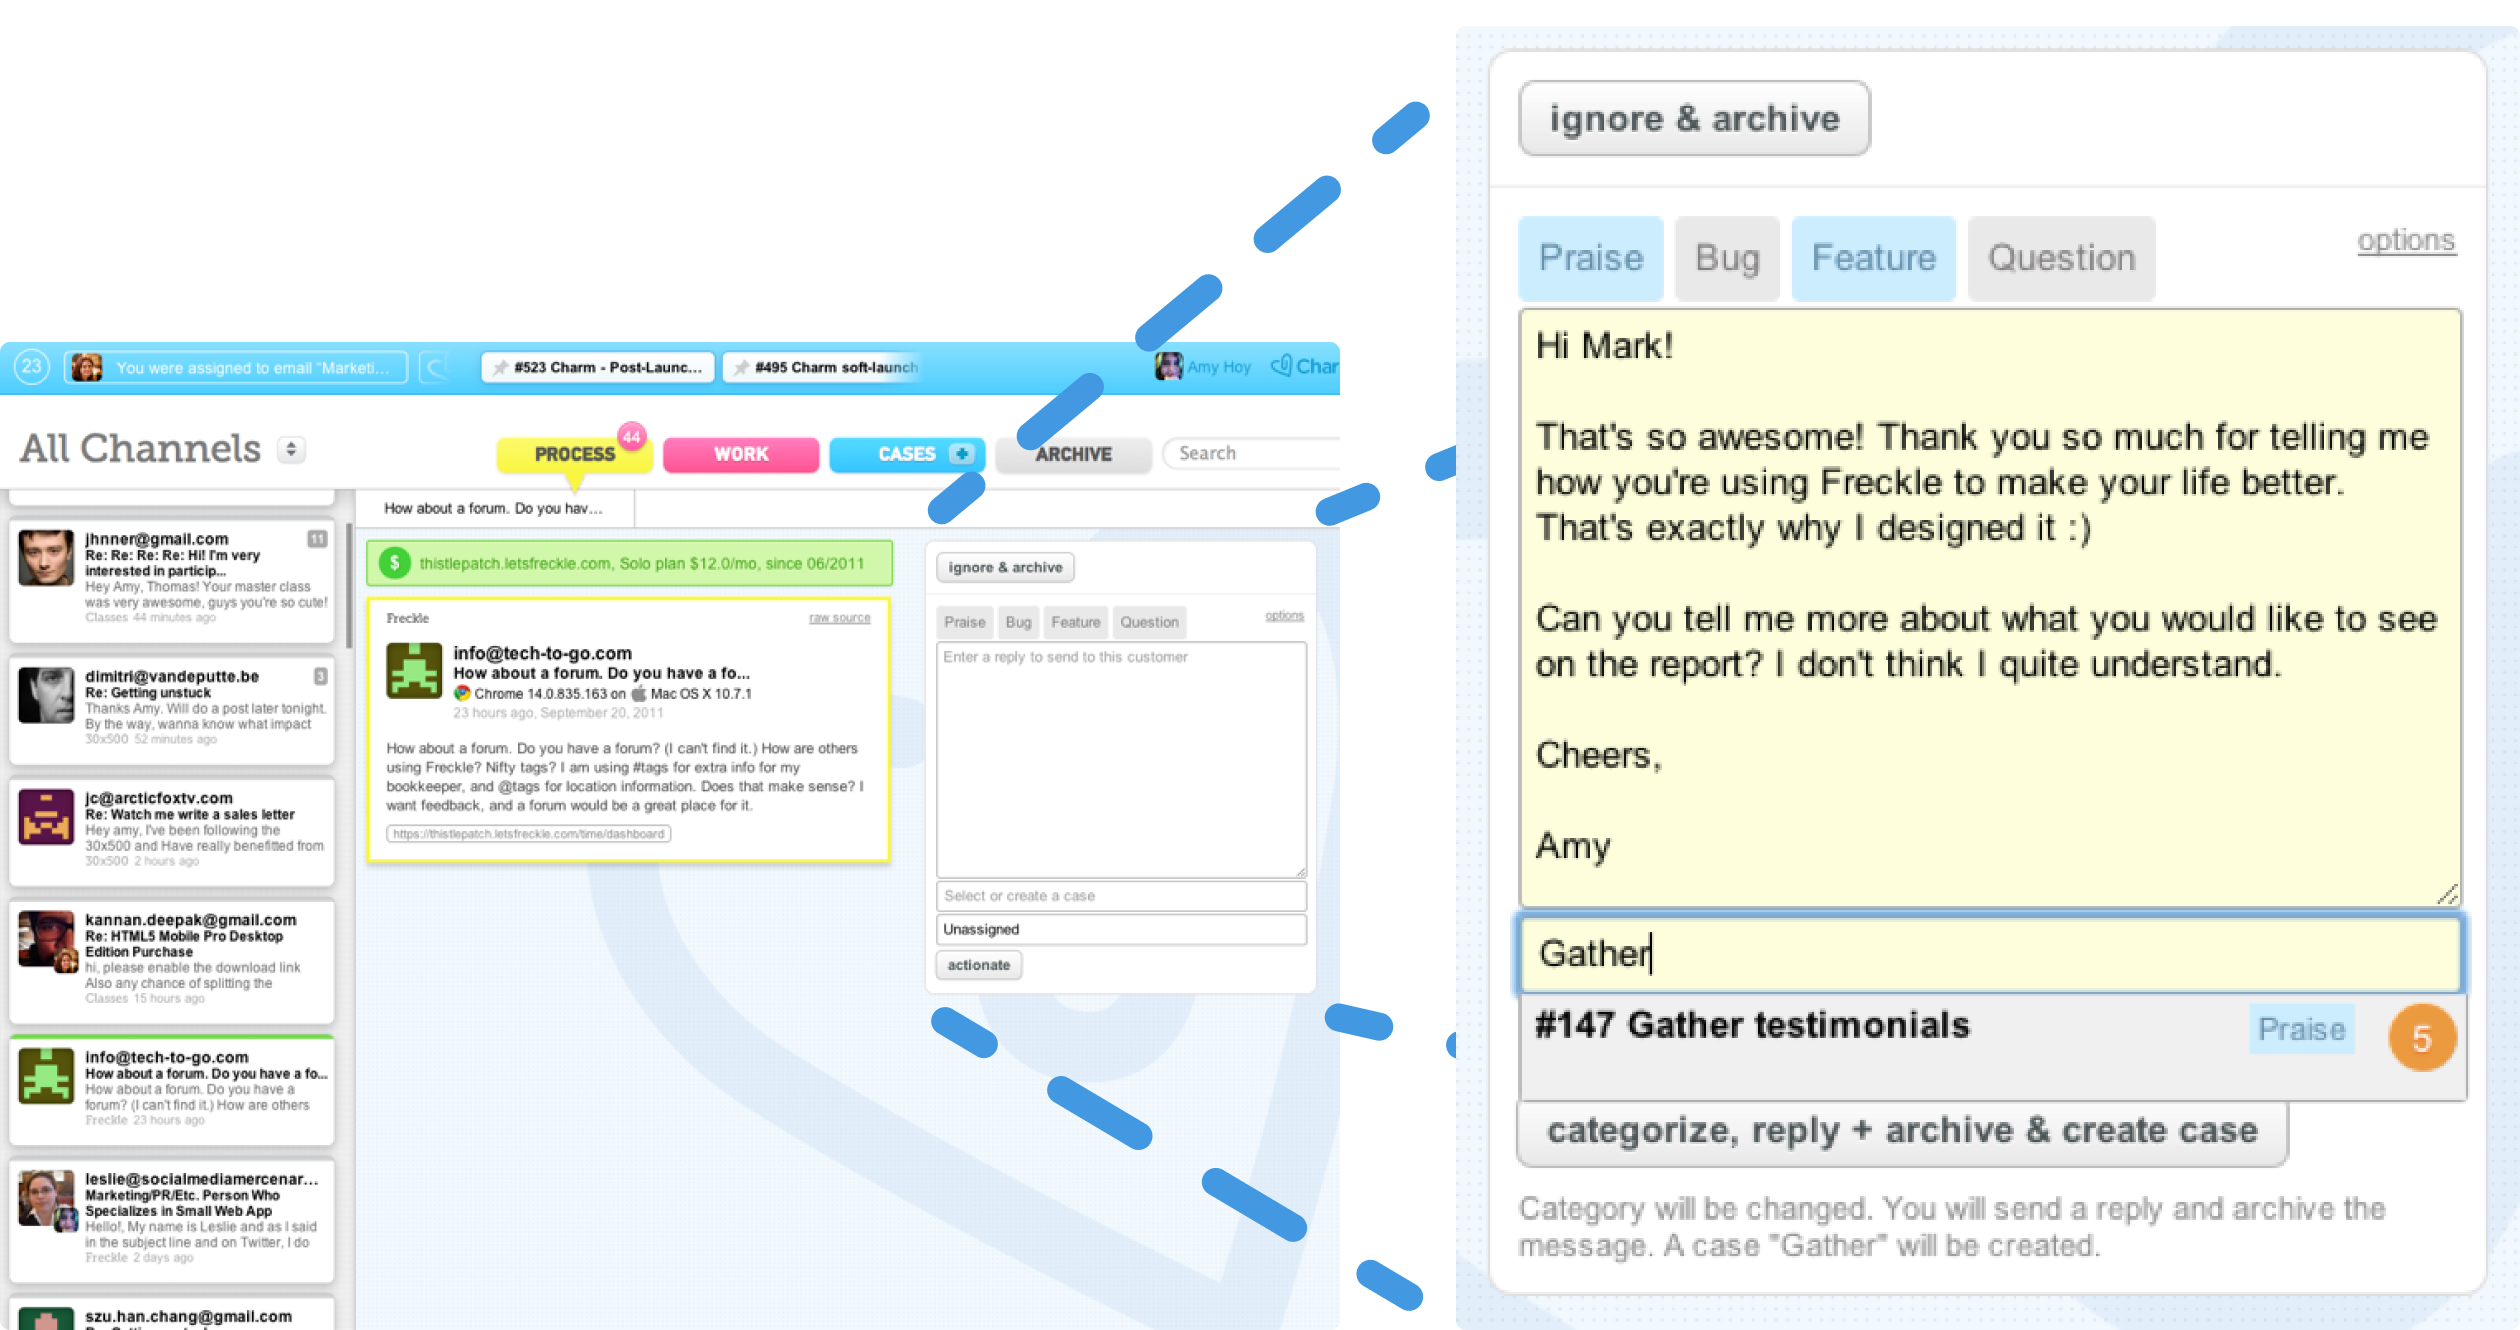 23
You were assigned to email "Marketi...
#523 Charm - Post-Launc...
#495 Charm soft-launch
Amy Hoy
Char
All Channels
PROCESS
44
WORK
CASES +
ARCHIVE
Search
jhnner@gmail.com
11
Re: Re: Re: Re: Hi! I'm very
interested in particip...
Hey Amy, Thomas! Your master class
was very awesome, guys you're so cute!
Classes 44 minutes ago
dimitri@vandeputte.be
3
Re: Getting unstuck
Thanks Amy. Will do a post later tonight.
By the way, wanna know what impact
30x500 52 minutes ago
jc@arcticfoxtv.com
Re: Watch me write a sales letter
Hey amy, I've been following the
30x500 and Have really benefitted from
30x500 2 hours ago
kannan.deepak@gmail.com
Re: HTML5 Mobile Pro Desktop
Edition Purchase
hi, please enable the download link
Also any chance of splitting the
Classes 15 hours ago
info@tech-to-go.com
How about a forum. Do you have a fo...
How about a forum. Do you have a
forum? (I can't find it.) How are others
Freckle 23 hours ago
leslie@socialmediamercenar...
Marketing/PR/Etc. Person Who
Specializes in Small Web App
Hello!, My name is Leslie and as I said
in the subject line and on Twitter, I do
Freckle 2 days ago
szu.han.chang@gmail.com
How about a forum. Do you hav...
$ thistlepatch.letsfreckle.com, Solo plan $12.0/mo, since 06/2011
Freckle
raw source
info@tech-to-go.com
How about a forum. Do you have a fo...
Chrome 14.0.835.163 on Mac OS X 10.7.1
23 hours ago, September 20, 2011
How about a forum. Do you have a forum? (I can't find it.) How are others
using Freckle? Nifty tags? I am using #tags for extra info for my
bookkeeper, and @tags for location information. Does that make sense? I
want feedback, and a forum would be a great place for it.
https://thistlepatch.letsfreckle.com/time/dashboard
ignore & archive
Praise Bug Feature Question
options
Enter a reply to send to this customer
Select or create a case
Unassigned
actionate
ignore & archive
Praise Bug Feature Question
options
Hi Mark!
That's so awesome! Thank you so much for telling me
how you're using Freckle to make your life better.
That's exactly why I designed it :)
Can you tell me more about what you would like to see
on the report? I don't think I quite understand.
Cheers,
Amy
Gather
#147 Gather testimonials
Praise
5
categorize, reply + archive & create case
Category will be changed. You will send a reply and archive the
message. A case "Gather" will be created.